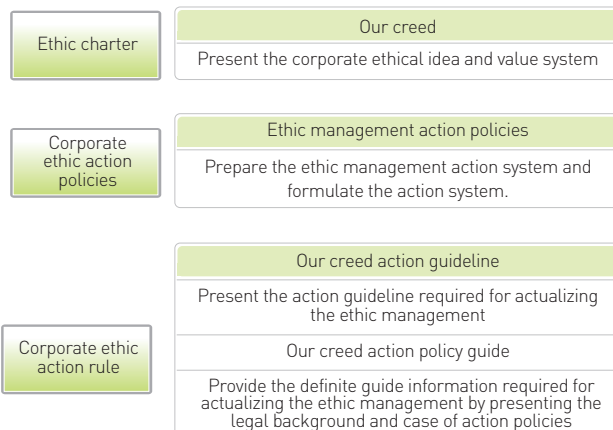 Ethic charter
Our creed
Present the corporate ethical idea and value system
Corporate
ethic action
policies
Ethic management action policies
Prepare the ethic management action system and
formulate the action system.
Corporate ethic
action rule
Our creed action guideline
Present the action guideline required for actualizing
the ethic management
Our creed action policy guide
Provide the definite guide information required for
actualizing the ethic management by presenting the
legal background and case of action policies